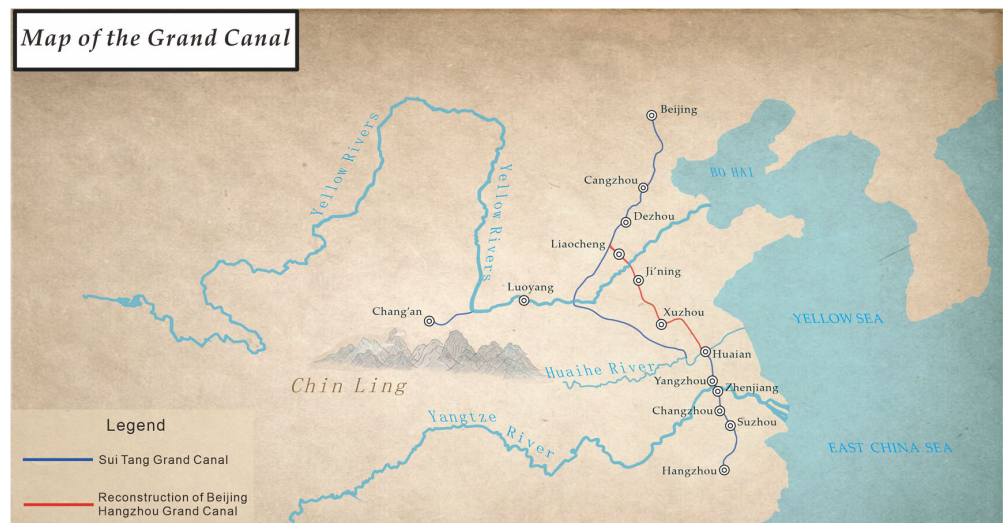 Map of the Grand Canal
Beijing
Yellow Rivers
Yellow Rivers
BO HAI
Cangzhou
Dezhou
Liaocheng
Ji'ning
Luoyang
Chang'an
Xuzhou
YELLOW SEA
Huaian
Huaihe River
Chin Ling
Yangzhou
Zhenjiang
Changzhou
Suzhou
Yangtze River
EAST CHINA SEA
Hangzhou
Legend
Sui Tang Grand Canal
Reconstruction of Beijing
Hangzhou Grand Canal